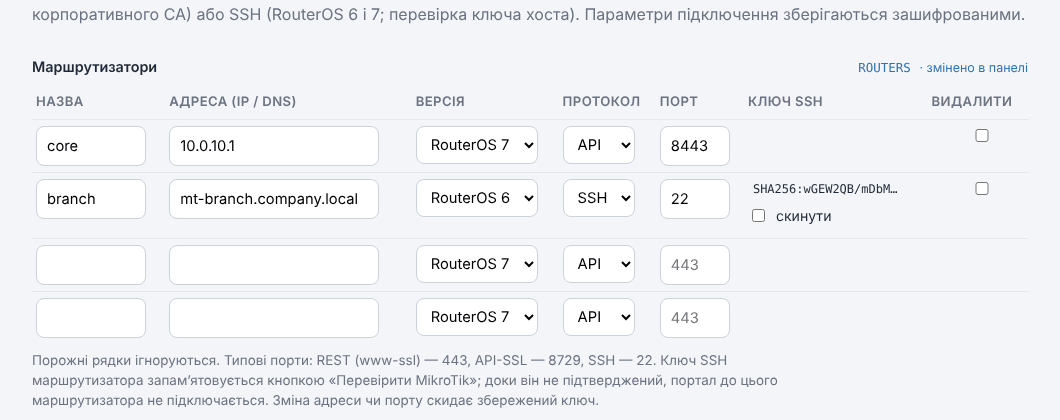 корпоративного CA) або SSH (RouterOS 6 і 7; перевірка ключа хоста). Параметри підключення зберігаються зашифрованими.
Маршрутизатори ROUTERS · змінено в панелі
НАЗВА АДРЕСА (IP / DNS) ВЕРСІЯ ПРОТОКОЛ ПОРТ КЛЮЧ SSH ВИДАЛИТИ
core 10.0.10.1 RouterOS 7 API 8443
branch mt-branch.company.local RouterOS 6 SSH 22 SHA256:wGEW2QB/mDbM…
скинути
RouterOS 7 API 443
RouterOS 7 API 443
Порожні рядки ігноруються. Типові порти: REST (www-ssl) — 443, API-SSL — 8729, SSH — 22. Ключ SSH
маршрутизатора запам’ятовується кнопкою «Перевірити MikroTik»; доки він не підтверджений, портал до цього
маршрутизатора не підключається. Зміна адреси чи порту скидає збережений ключ.